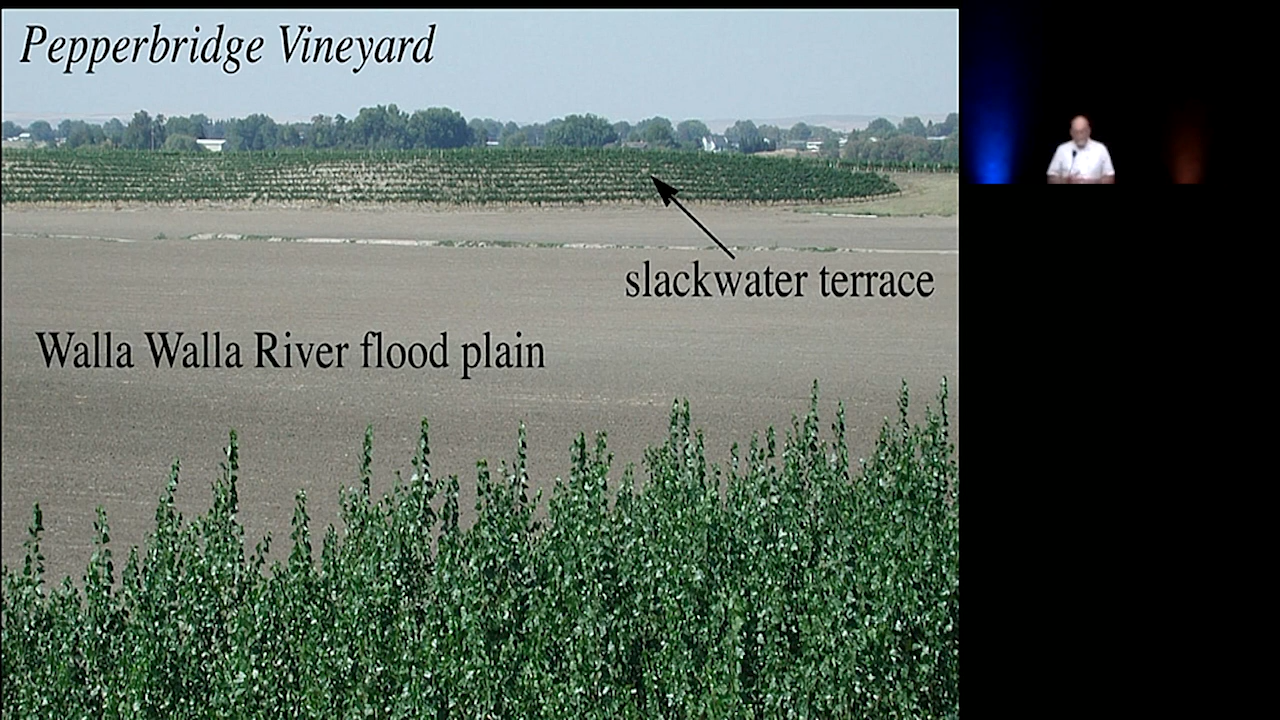 Pepperbridge Vineyard
slackwater terrace
Walla Walla River flood plain